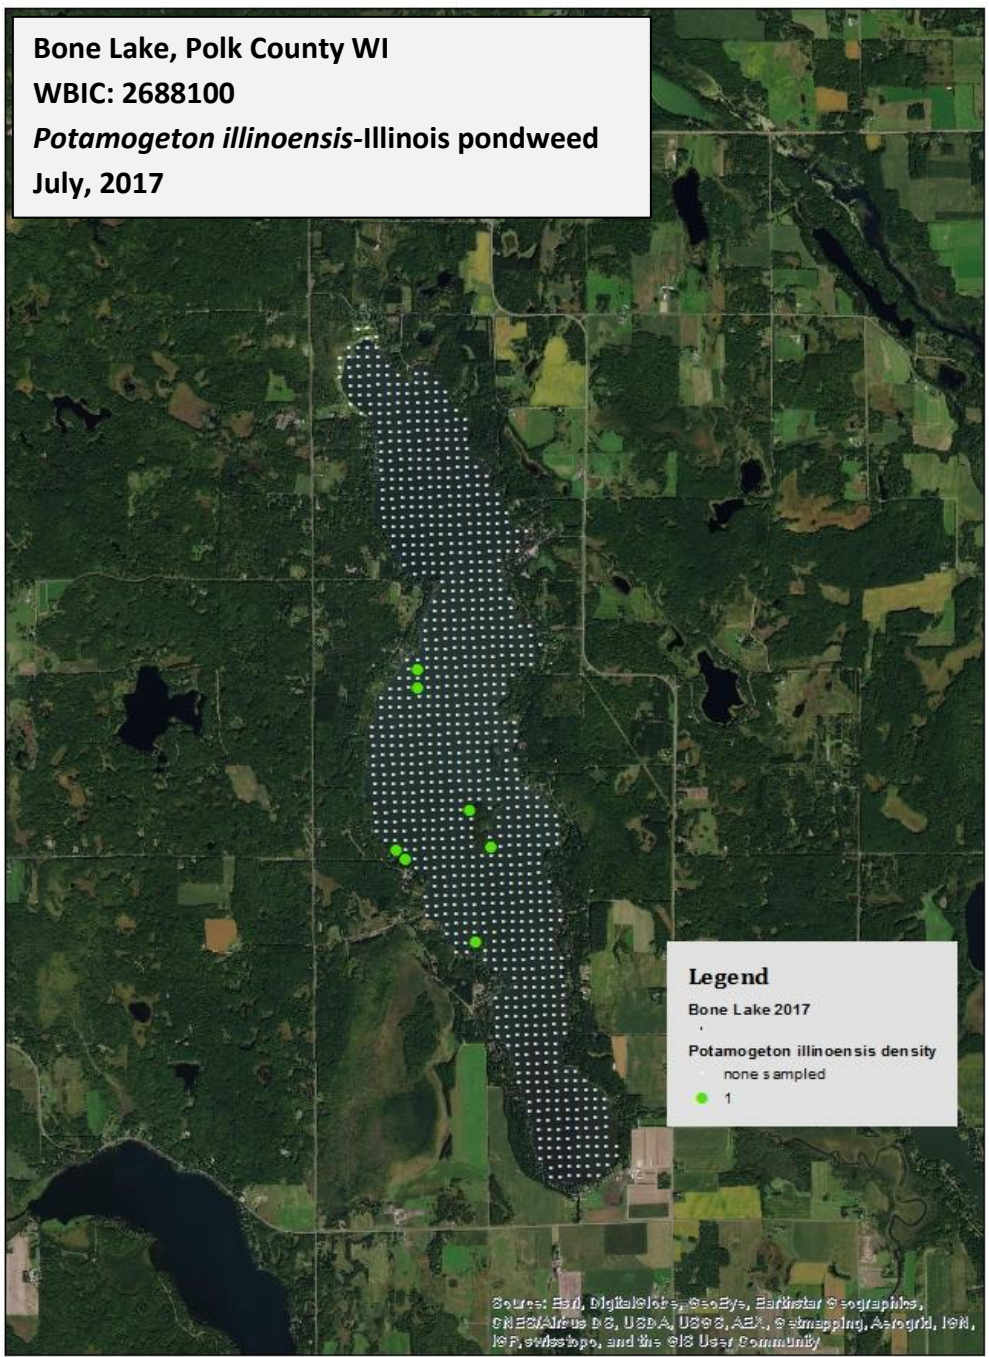 Bone Lake, Polk County WI
WBIC: 2688100
Potamogeton illinoensis-Illinois pondweed
July, 2017
Legend
Bone Lake 2017
Potamogeton illinoensis density
none sampled
1
Source: Esri, DigitalGlobe, GeoEye, Earthstar Geographics,
CNES/Airbus DS, USDA, USGS, AEX, Getmapping, Aerogrid, IGN,
IGP, swisstopo, and the GIS User Community